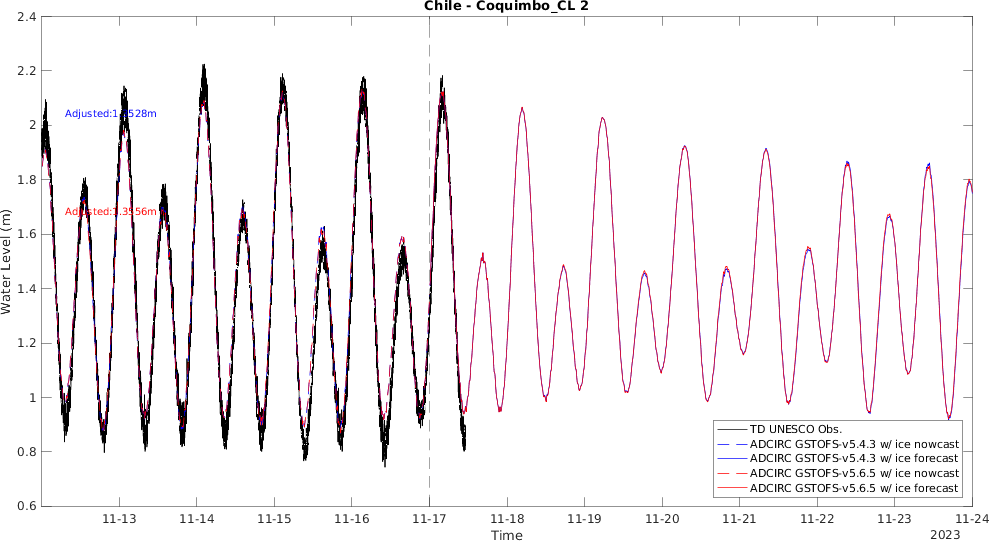 Chile - Coquimbo_CL 2
2.4
2.2
2
1.8
1.6
1.4
1.2
1
0.8
0.6
Water Level (m)
Adjusted:
Adjusted:
11-13
11-14
11-15
11-16
11-17
11-18
11-19
11-20
11-21
11-22
11-23
11-24
Time
2023
TD UNESCO Obs.
ADCIRC GSTOFS-v5.4.3 w/ ice nowcast
ADCIRC GSTOFS-v5.4.3 w/ ice forecast
ADCIRC GSTOFS-v5.6.5 w/ ice nowcast
ADCIRC GSTOFS-v5.6.5 w/ ice forecast